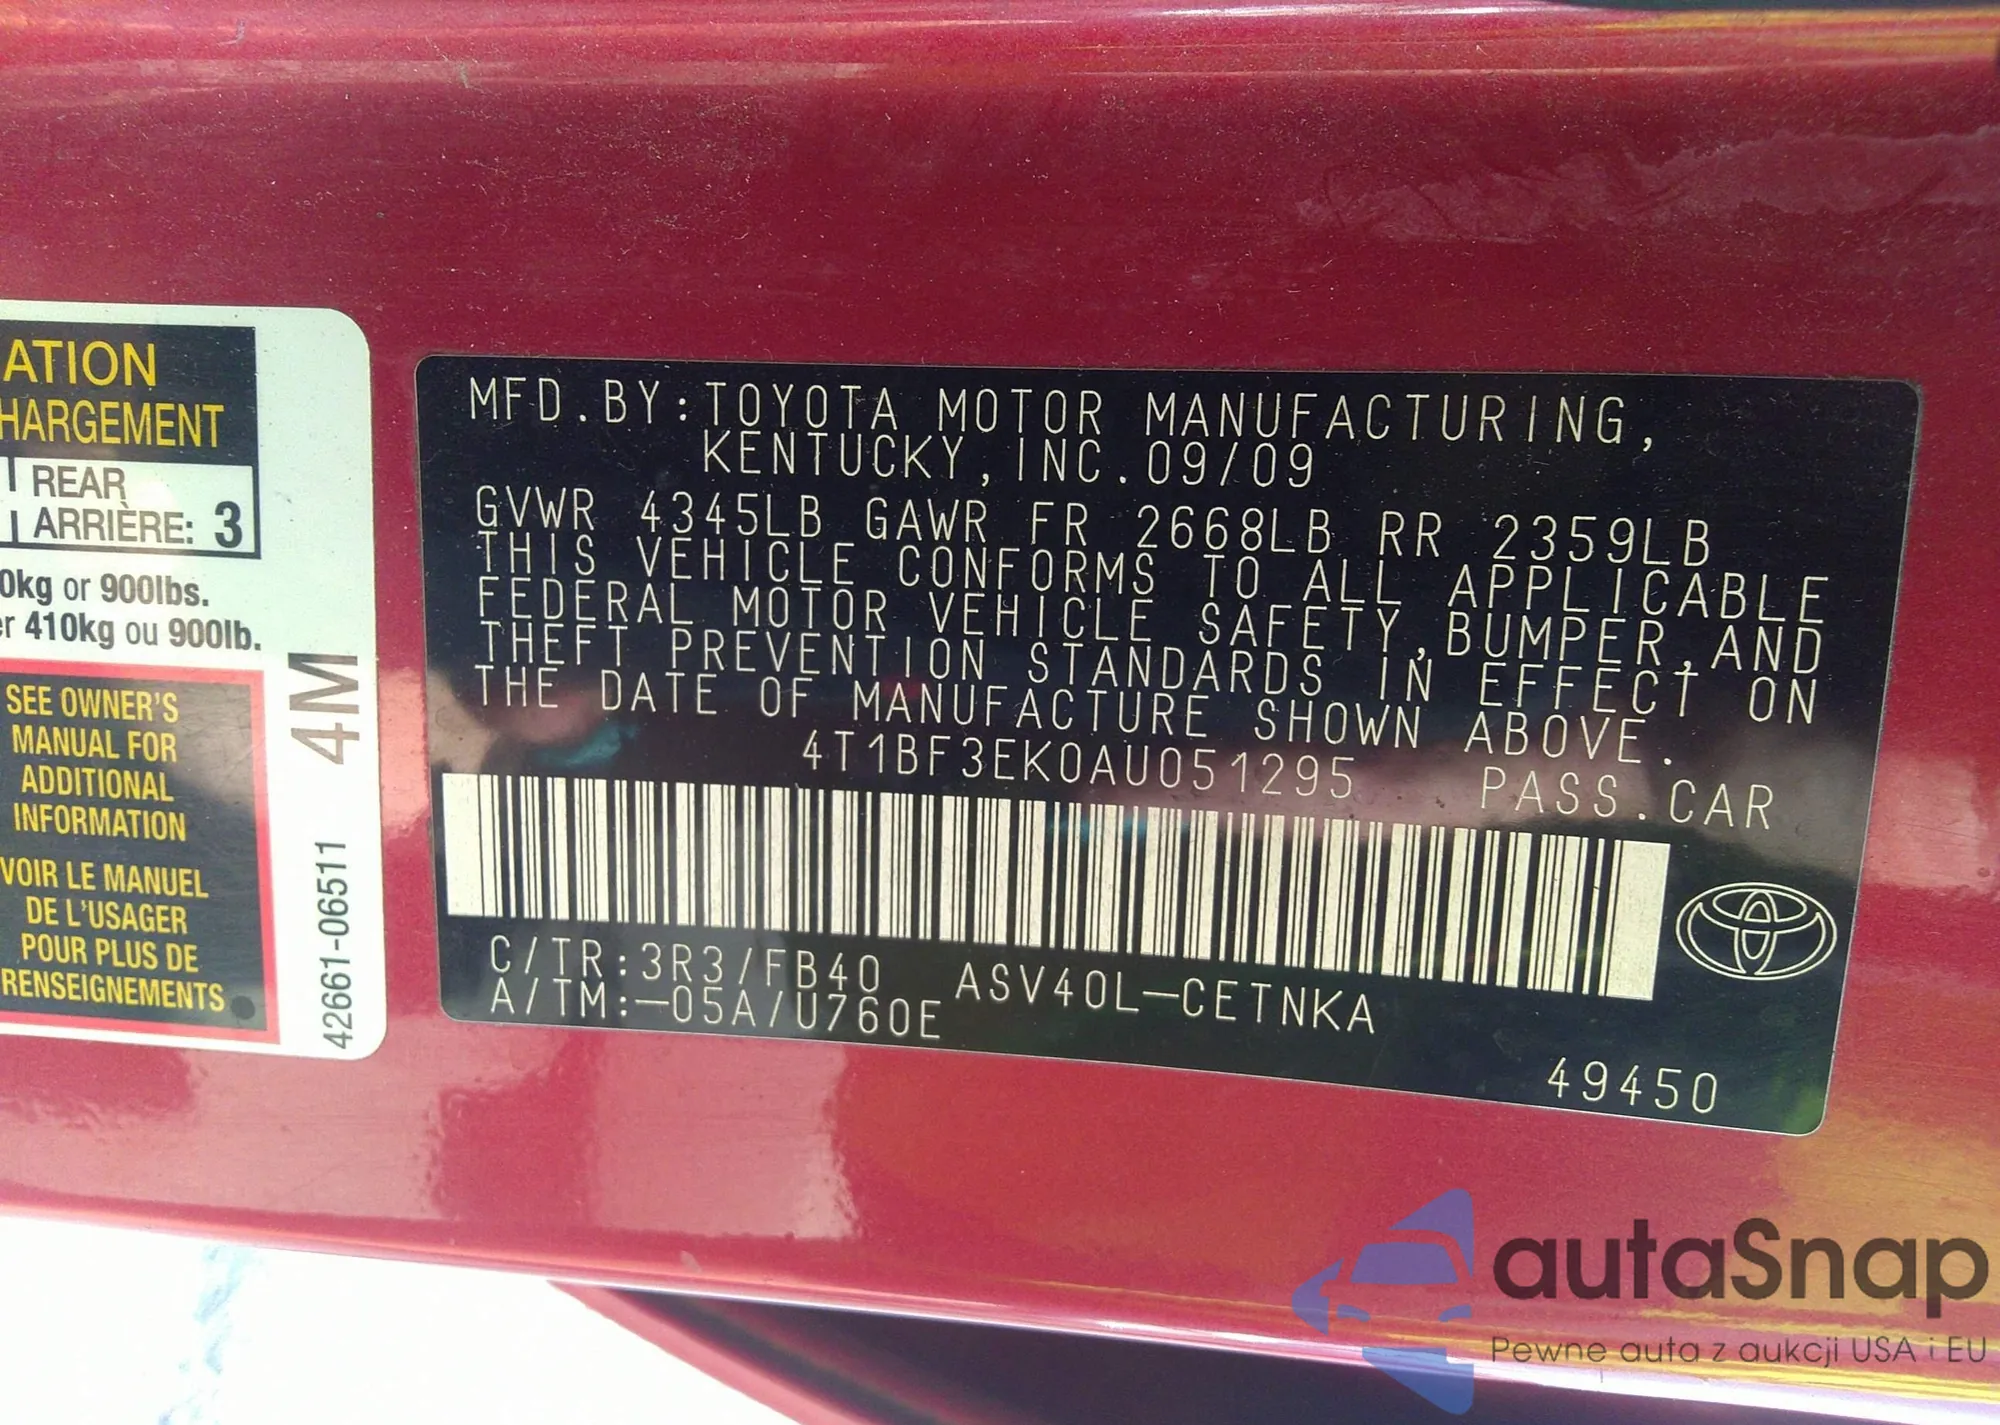 ATION
HARGEMENT
REAR
ARRIÈRE: 3
0kg or 900lbs.
er 410kg ou 900lb.
SEE OWNER'S
MANUAL FOR
ADDITIONAL
INFORMATION
VOIR LE MANUEL
DE L'USAGER
POUR PLUS DE
RENSEIGNEMENTS
4M
42661-06511
MFD.BY:TOYOTA MOTOR MANUFACTURING,
KENTUCKY,INC.09/09
GVWR 4345LB GAWR FR 2668LB RR 2359LB
THIS VEHICLE CONFORMS TO ALL APPLICABLE
FEDERAL MOTOR VEHICLE SAFETY,BUMPER,AND
THEFT PREVENTION STANDARDS IN EFFECT ON
THE DATE OF MANUFACTURE SHOWN ABOVE.
4T1BF3EK0AU051295 PASS.CAR
C/TR:3R3/FB40 ASV40L-CETNKA
A/TM:-05A/U760E
49450
autaSnap
Pewne auta z aukcji USA i EU